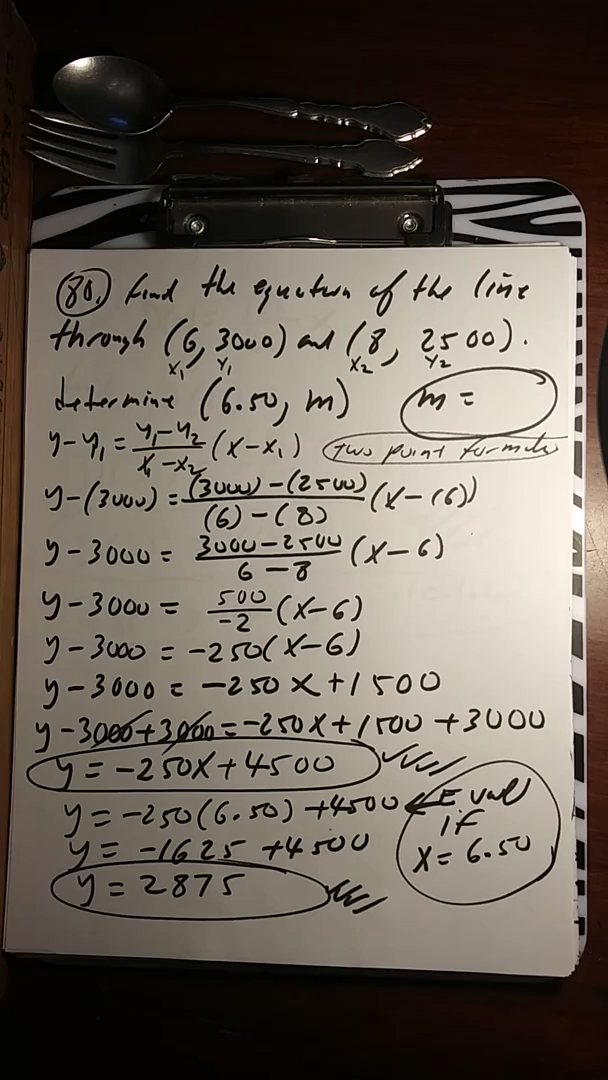 80. Find the equation of the line
through (6, 3000) and (8, 2500).
x₁ y₁ x₂ y₂
determine (6.50, m) m =
y-y₁ = (y₁-y₂)/(x₁-x₂) (x-x₁) two point formula
y-(3000) = ((3000)-(2500))/((6)-(8)) (x-(6))
y-3000 = (3000-2500)/(6-8) (x-6)
y-3000 = 500/-2 (x-6)
y-3000 = -250(x-6)
y-3000 = -250x+1500
y-3000+3000=-250x+1500+3000
y = -250x+4500
y = -250(6.50)+4500 ← Eval
if
x = 6.50
y = -1625 +4500
y = 2875